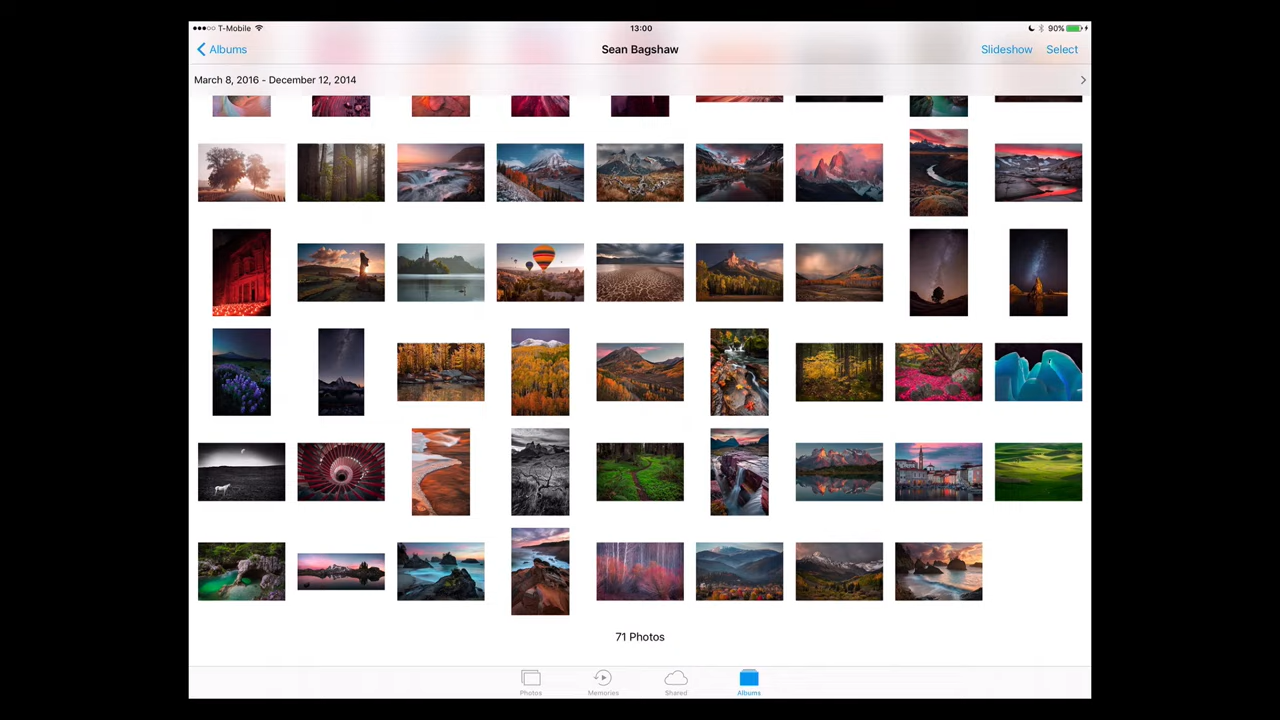 T-Mobile
13:00
90%
Albums
Sean Bagshaw
Slideshow
Select
March 8, 2016 - December 12, 2014
71 Photos
Photos
Memories
Shared
Albums